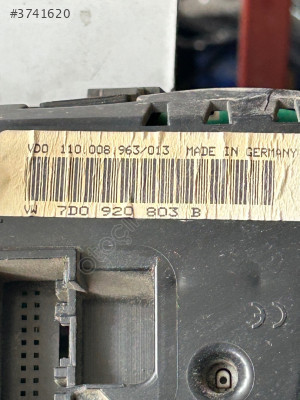 #3741620
VDO 110.008.963/013 MADE IN GERMANY
VW 7D0 920 803 B